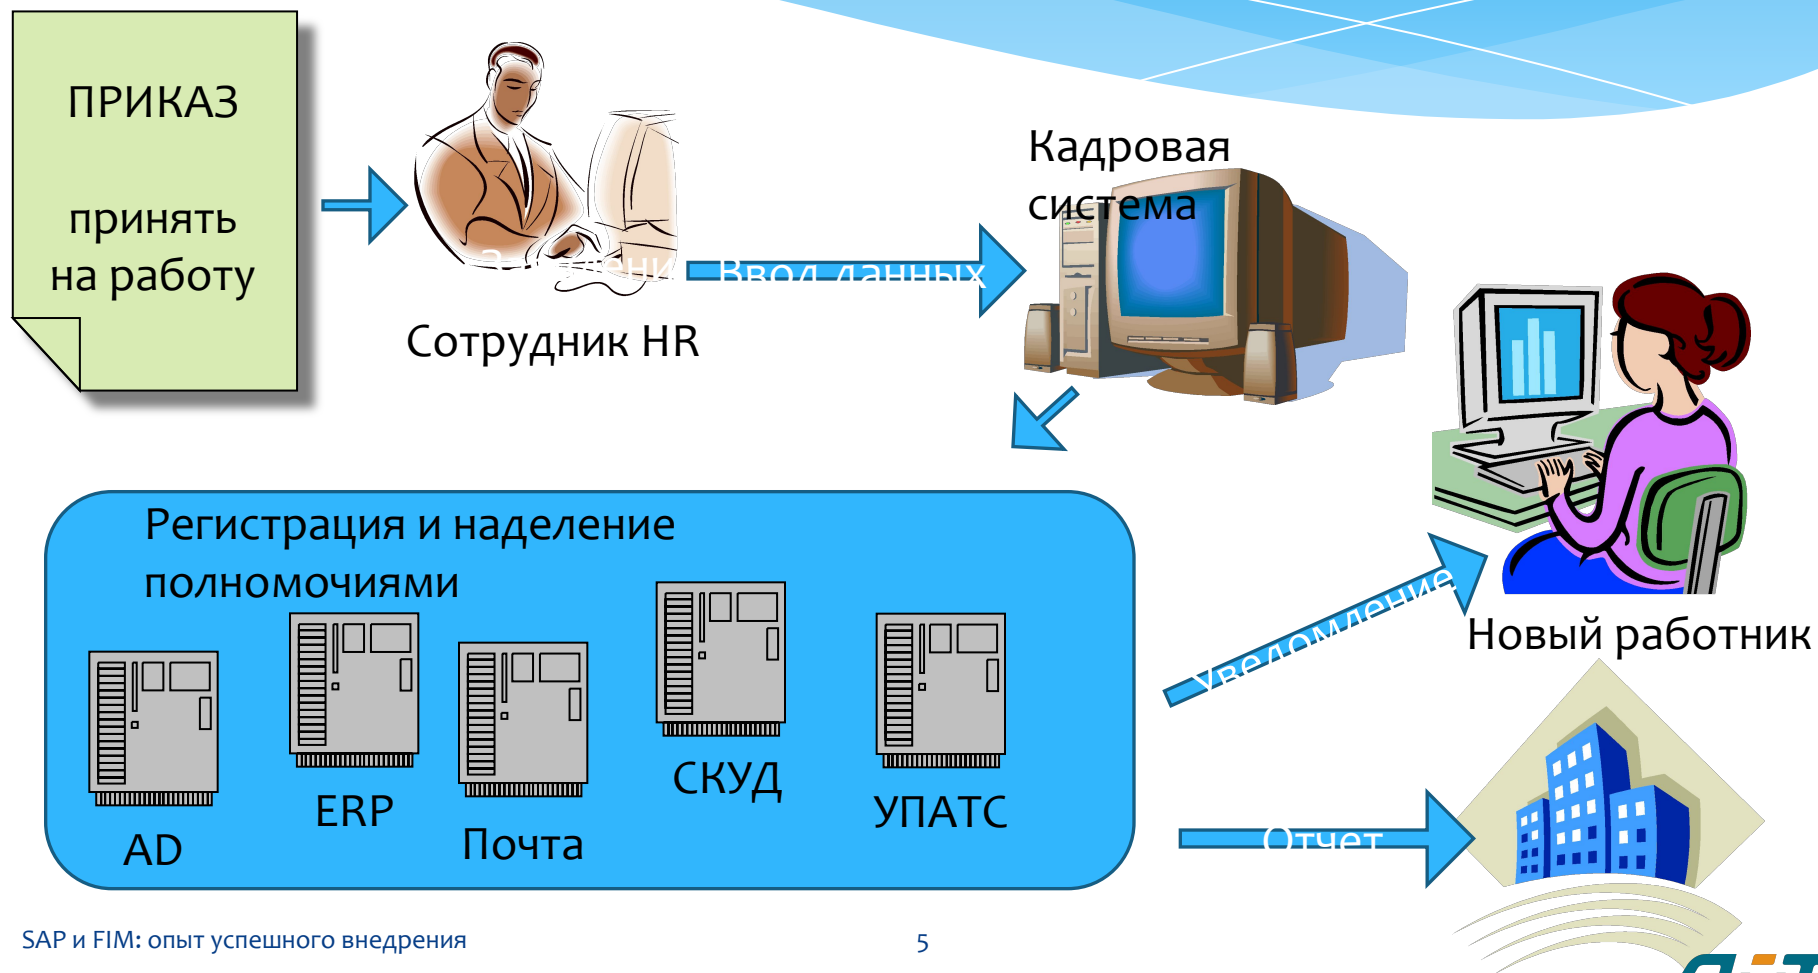 ПРИКАЗ
принять
на работу
Сотрудник HR
Ввод данных
Кадровая
система
Регистрация и наделение
полномочиями
AD
ERP
Почта
СКУД
УПАТС
Уведомление
Новый работник
Отчет
SAP и FIM: опыт успешного внедрения
5